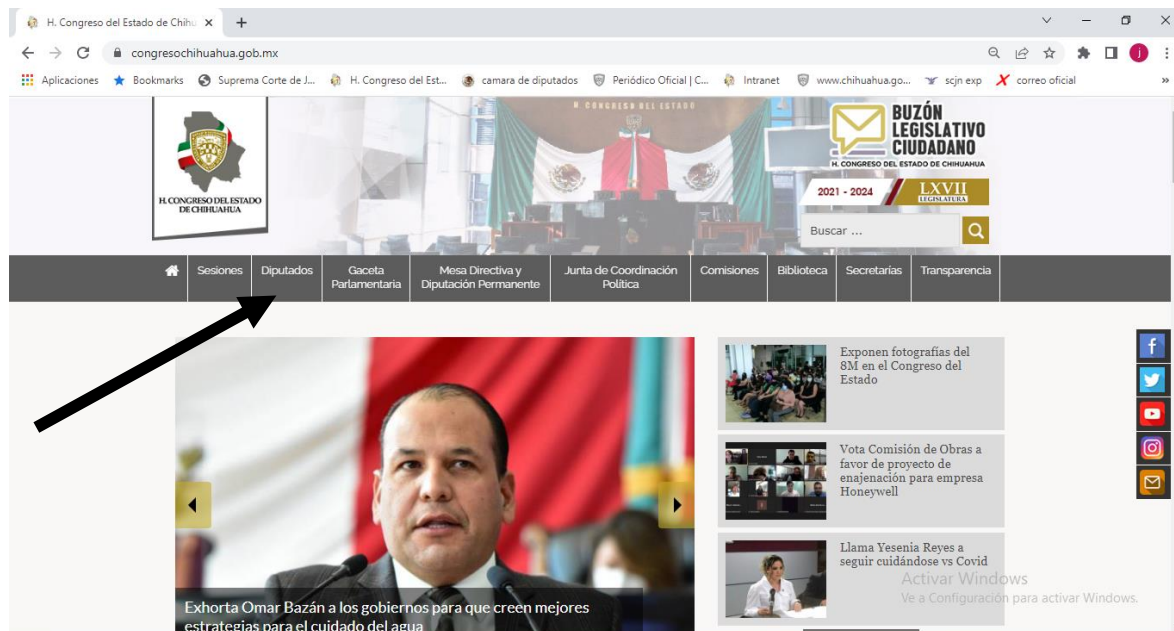 H. Congreso del Estado de Chihu
congresochihuahua.gob.mx
Aplicaciones
Bookmarks
Suprema Corte de J...
H. Congreso del Est...
camara de diputados
Periódico Oficial | C...
Intranet
www.chihuahua.go...
scjn exp
correo oficial
»
j
H. CONGRESO DEL ESTADO
H. CONGRESO DEL ESTADO
DE CHIHUAHUA
BUZÓN
LEGISLATIVO
CIUDADANO
H. CONGRESO DEL ESTADO DE CHIHUAHUA
2021 - 2024
LXVII
LEGISLATURA
Buscar ...
Sesiones
Diputados
Gaceta
Parlamentaria
Mesa Directiva y
Diputación Permanente
Junta de Coordinación
Política
Comisiones
Biblioteca
Secretarías
Transparencia
Exhorta Omar Bazán a los gobiernos para que creen mejores
estrategias para el cuidado del agua
Exponen fotografías del
8M en el Congreso del
Estado
Vota Comisión de Obras a
favor de proyecto de
enajenación para empresa
Honeywell
Llama Yesenia Reyes a
seguir cuidándose vs Covid
Activar Windows
Ve a Configuración para activar Windows.